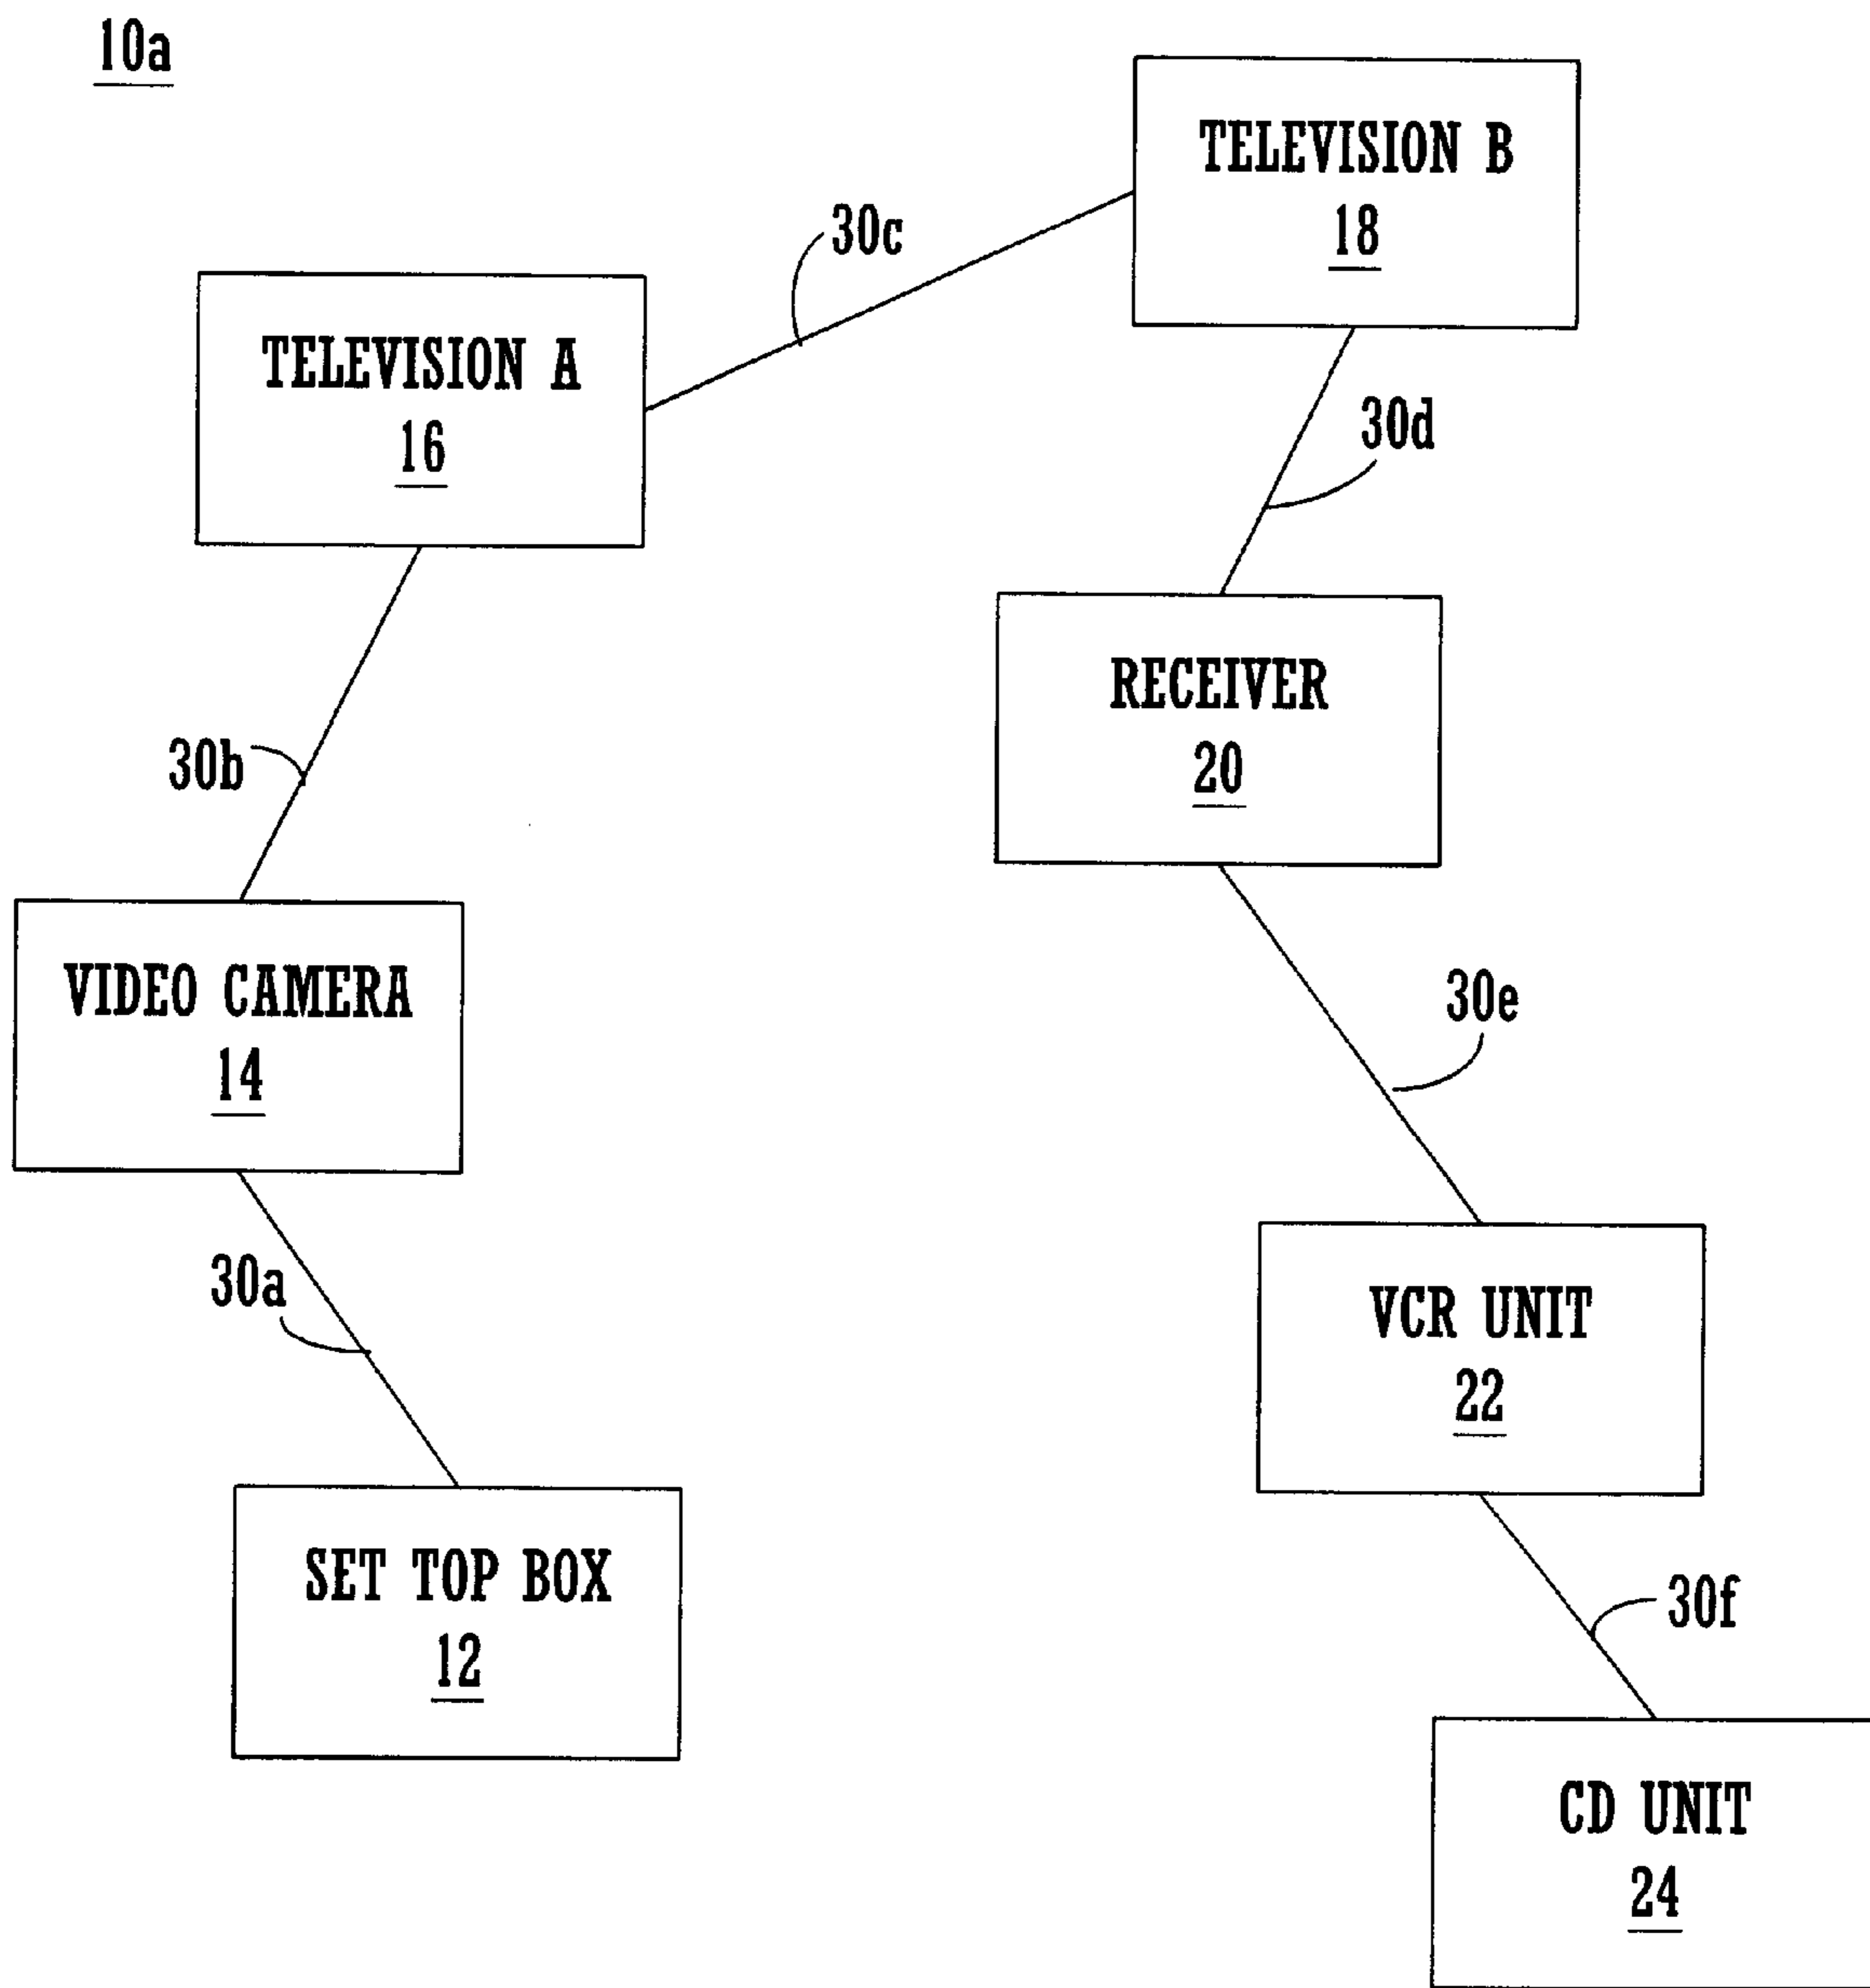 10a
TELEVISION B
18
30c
TELEVISION A
16
30d
RECEIVER
20
30b
VIDEO CAMERA
14
30e
30a
VCR UNIT
22
SET TOP BOX
12
30f
CD UNIT
24